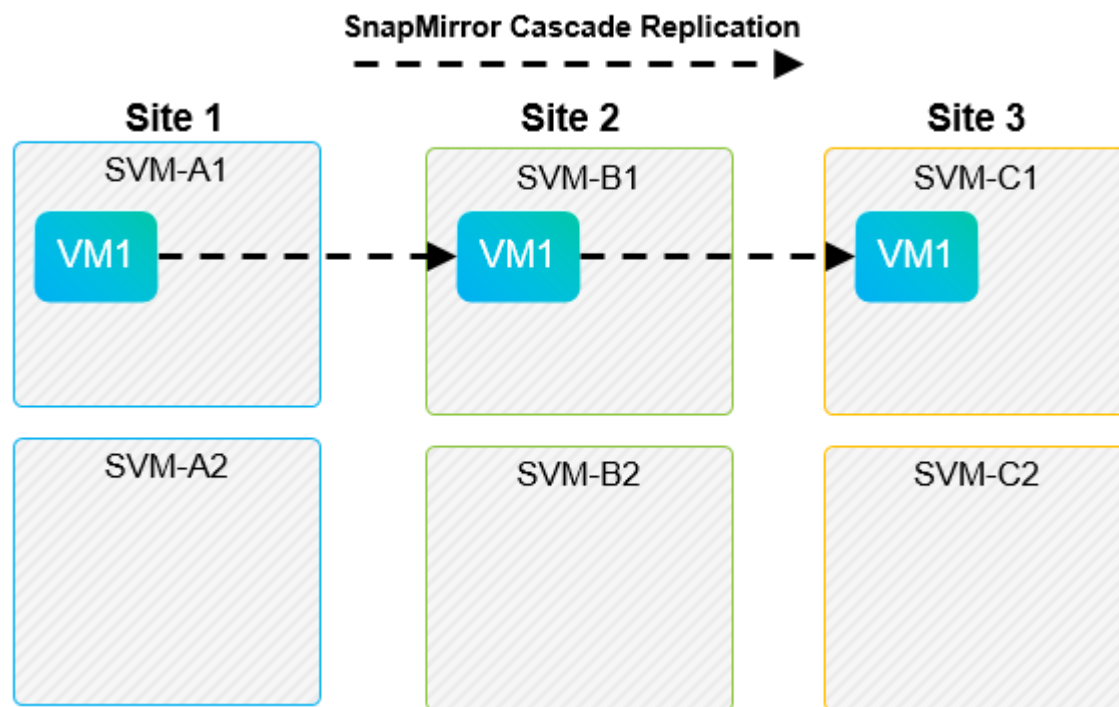 SnapMirror Cascade Replication
Site 1
Site 2
Site 3
SVM-A1
SVM-B1
SVM-C1
VM1
VM1
VM1
SVM-A2
SVM-B2
SVM-C2